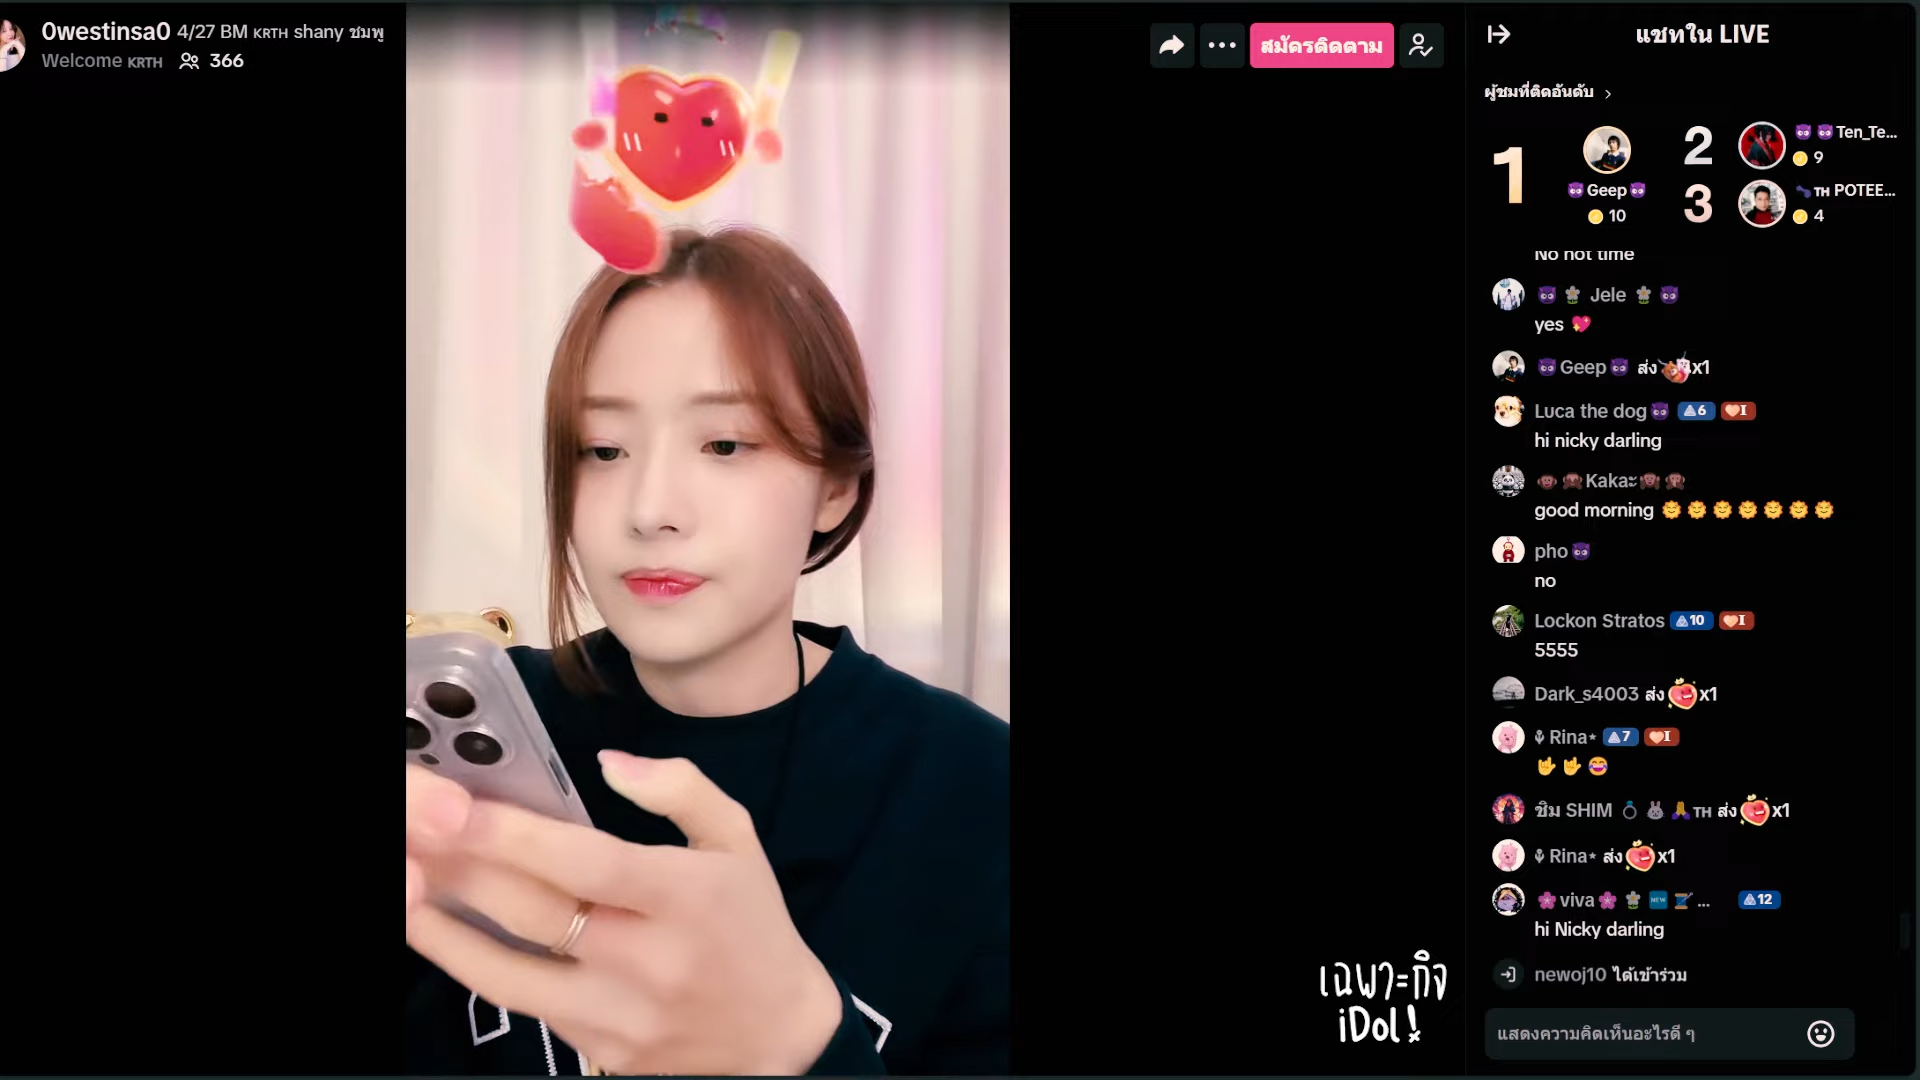 0westinsa0 4/27 BM KRTH shany ชมพู
Welcome KRTH 366
สมัครติดตาม
แชทใน LIVE
ผู้ชมที่ติดอันดับ
1
Geep
10
2
Ten_Te...
9
3
TH POTEE...
4
No not time
Jele
yes
Geep ส่ง x1
Luca the dog 6 I
hi nicky darling
Kakaะ
good morning
pho
no
Lockon Stratos 10 I
5555
Dark_s4003 ส่ง x1
Rina 7 I
ชิม SHIM TH ส่ง x1
Rina ส่ง x1
viva NEW ... 12
hi Nicky darling
newoj10 ได้เข้าร่วม
แสดงความคิดเห็นอะไรดี ๆ
เฉพาะกิจ
iDol!